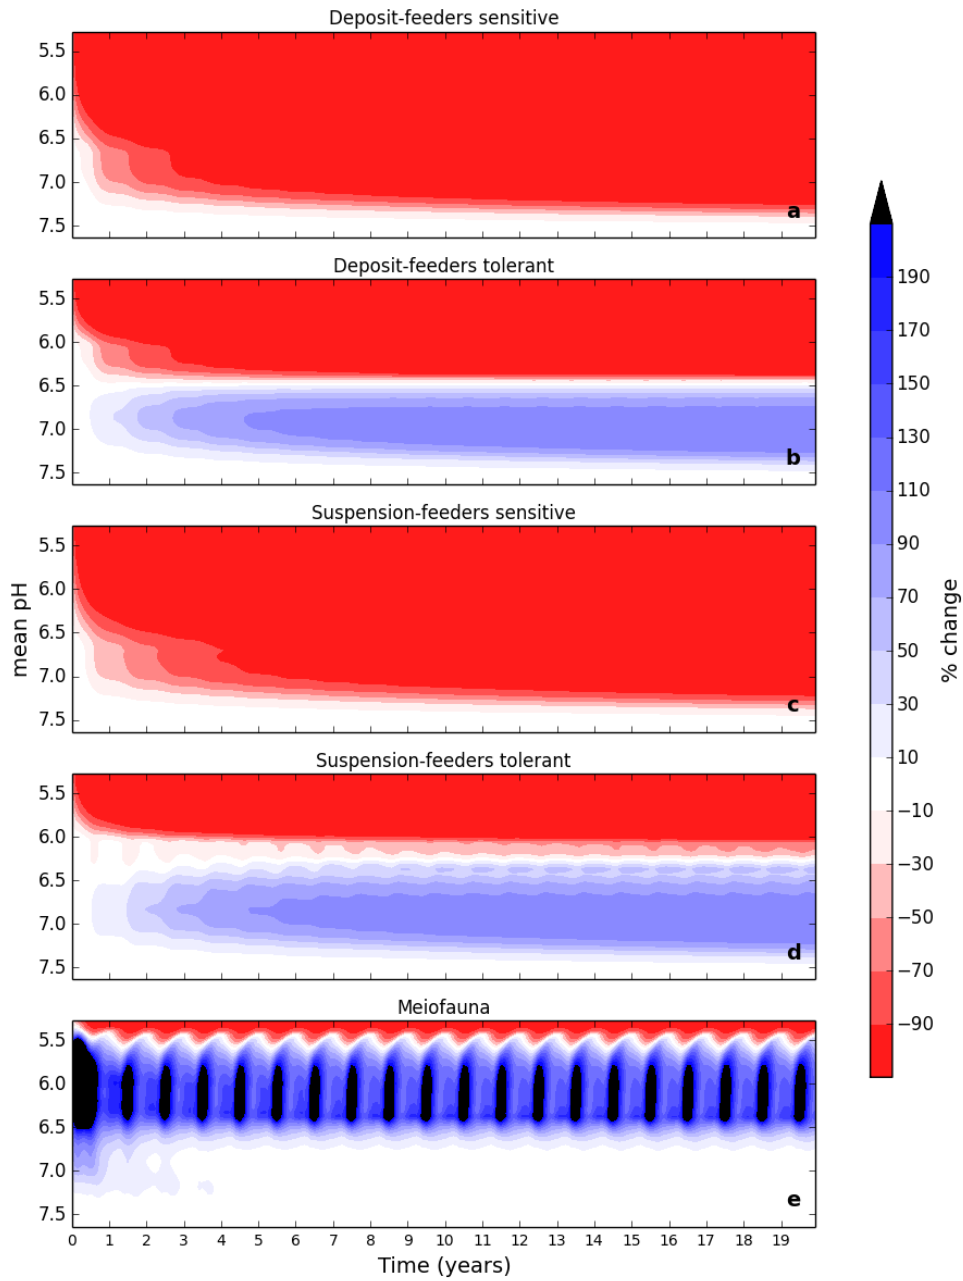 Deposit-feeders sensitive
5.5
6.0
6.5
7.0
7.5
a
Deposit-feeders tolerant
5.5
6.0
6.5
7.0
7.5
b
Suspension-feeders sensitive
5.5
6.0
6.5
7.0
7.5
c
mean pH
Suspension-feeders tolerant
5.5
6.0
6.5
7.0
7.5
d
Meiofauna
5.5
6.0
6.5
7.0
7.5
e
0 1 2 3 4 5 6 7 8 9 10 11 12 13 14 15 16 17 18 19
Time (years)
190
170
150
130
110
90
70
50
30
10
−10
−30
−50
−70
−90
% change